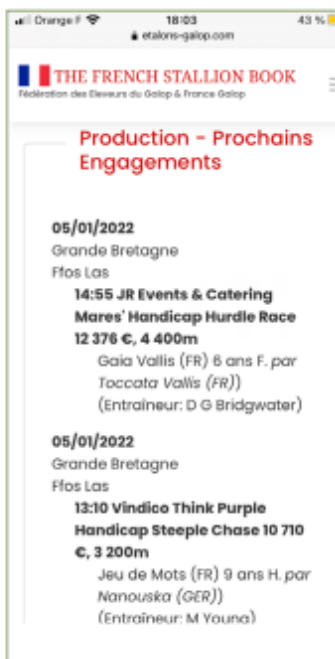 Orange F 18:03 43 %
etalons-galop.com
THE FRENCH STALLION BOOK
Fédération des Eleveurs du Galop & France Galop
Production - Prochains
Engagements
05/01/2022
Grande Bretagne
Ffos Las
14:55 JR Events & Catering
Mares' Handicap Hurdle Race
12 376 €, 4 400m
Gaia Vallis (FR) 6 ans F. par
Toccata Vallis (FR))
(Entraîneur: D G Bridgwater)
05/01/2022
Grande Bretagne
Ffos Las
13:10 Vindico Think Purple
Handicap Steeple Chase 10 710
€, 3 200m
Jeu de Mots (FR) 9 ans H. par
Nanouska (GER))
(Entraîneur: M Young)